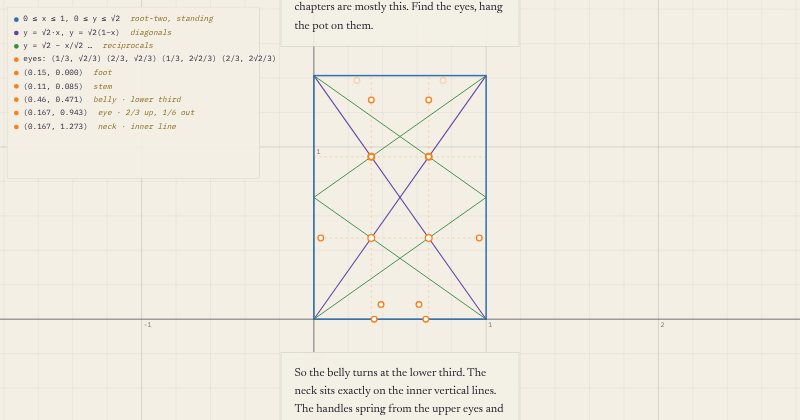 chapters are mostly this. Find the eyes, hang
the pot on them.
0 ≤ x ≤ 1, 0 ≤ y ≤ √2 root-two, standing
y = √2·x, y = √2(1−x) diagonals
y = √2 − x/√2 … reciprocals
eyes: (1/3, √2/3) (2/3, √2/3) (1/3, 2√2/3) (2/3, 2√2/3)
(0.15, 0.000) foot
(0.11, 0.085) stem
(0.46, 0.471) belly · lower third
(0.167, 0.943) eye · 2/3 up, 1/6 out
(0.167, 1.273) neck · inner line
1
-1
1
2
So the belly turns at the lower third. The
neck sits exactly on the inner vertical lines.
The handles spring from the upper eyes and